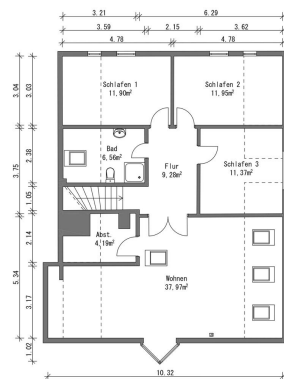 3.21
6.29
3.59
2.15
3.62
4.78
4.78
3.04
3.03
Schlafen 1
11,90m²
Schlafen 2
11,95m²
3.75
2.38
Bad
6,56m²
Flur
9,28m²
Schlafen 3
11,37m²
1.05
2.14
Abst.
4,19m²
5.34
3.17
Wohnen
37,97m²
1.02
10.32